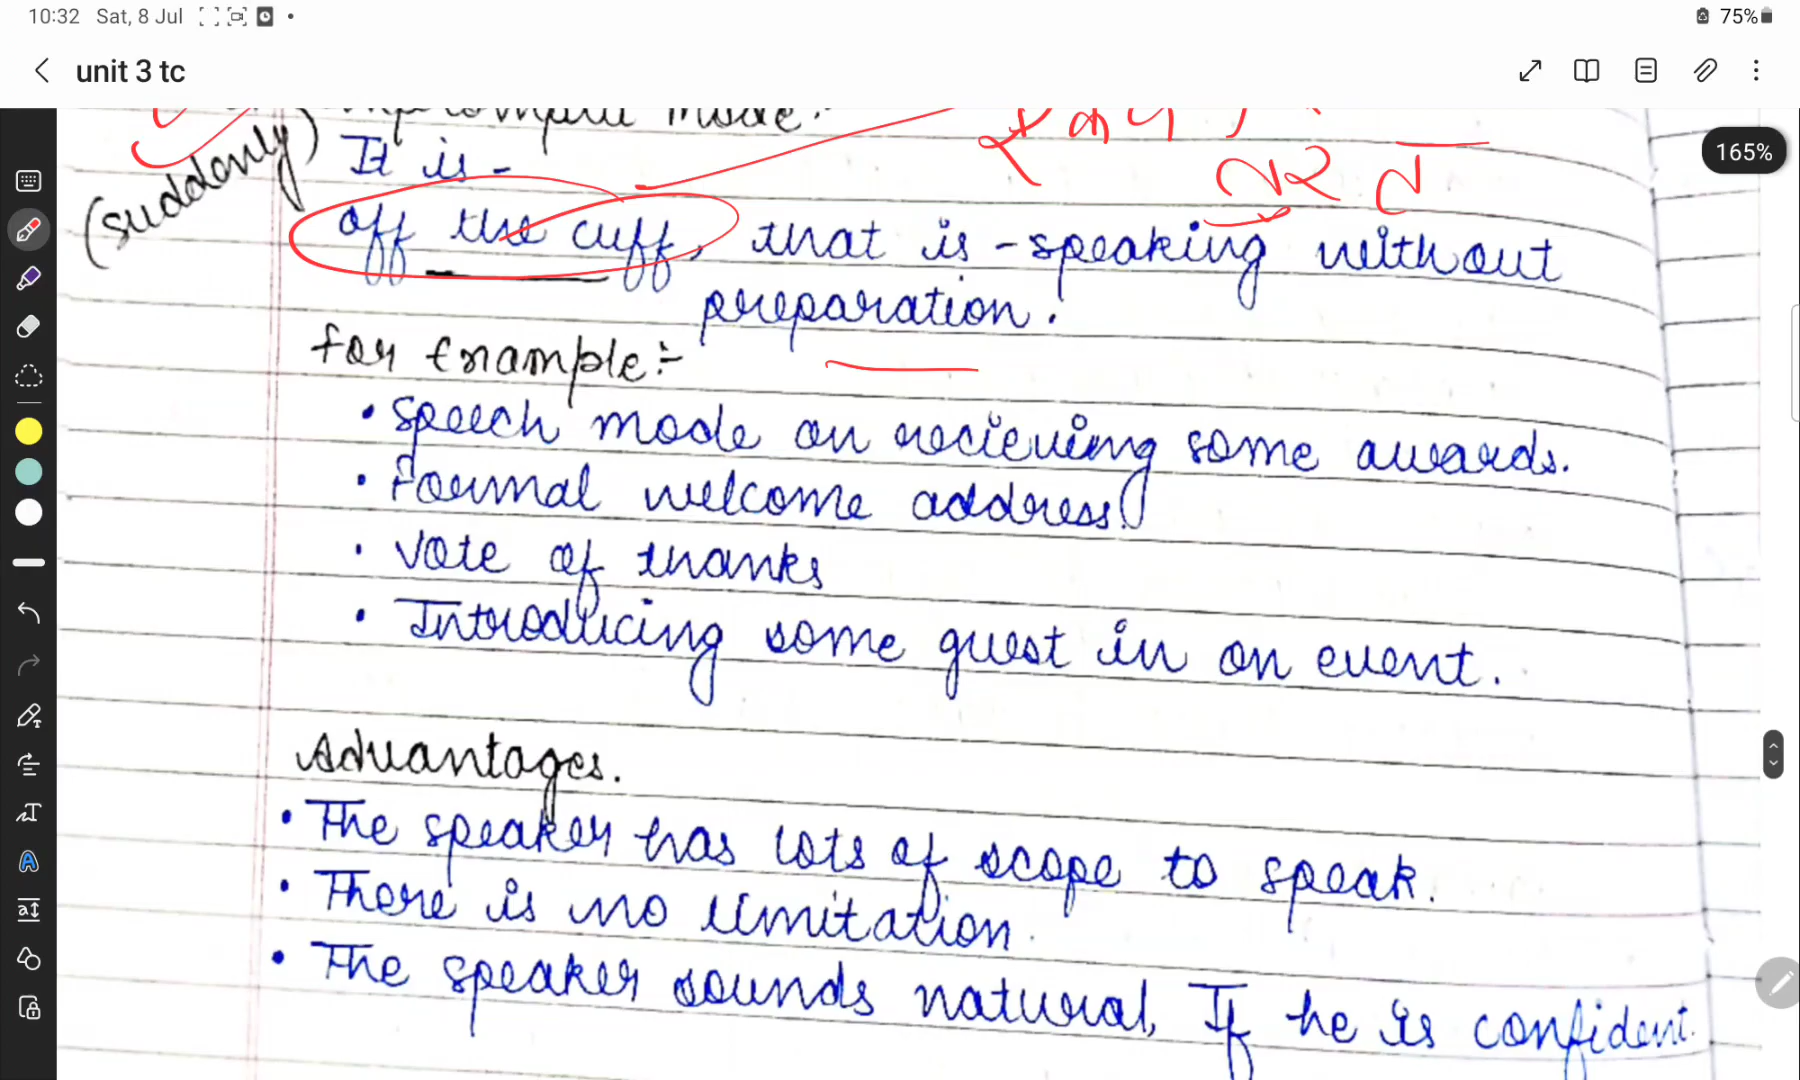 10:32 Sat, 8 Jul
75%
unit 3 tc
165%
mode:
(suddenly)
It is -
off the cuff, that is - speaking without
preparation.
for Example:-
• speech mode on recieving some awards.
• formal welcome address.
• vote of thanks
• Introducing some guest in an event.
Advantages.
• The speaker has lots of scope to speak.
• There is no limitation.
• The speaker sounds natural, If he is confident.